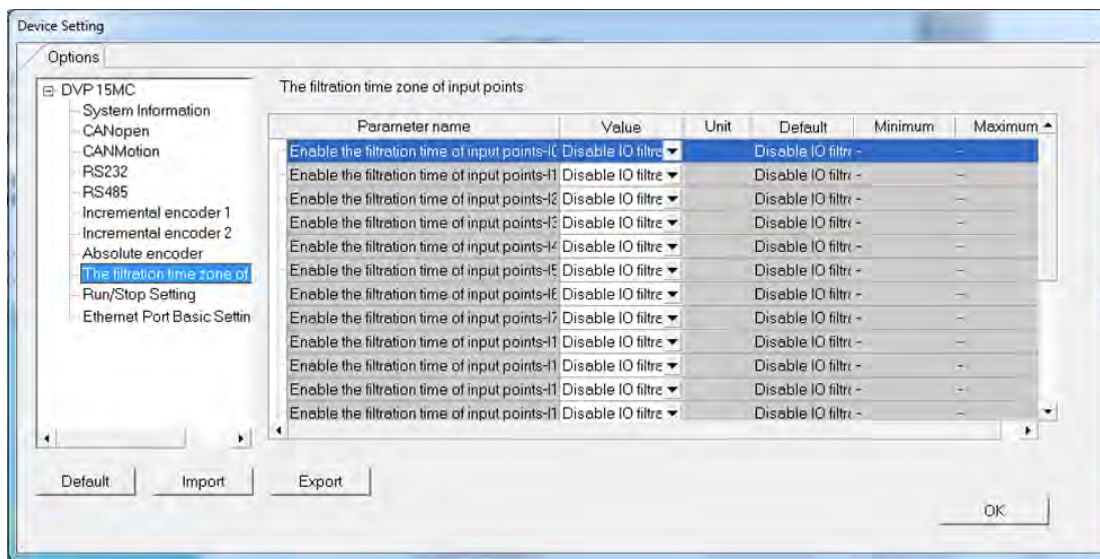 Device Setting
Options
DVP 15MC
System Information
CANopen
CANMotion
RS232
RS485
Incremental encoder 1
Incremental encoder 2
Absolute encoder
The filtration time zone of
Run/Stop Setting
Ethernet Port Basic Settin
The filtration time zone of input points
Parameter name Value Unit Default Minimum Maximum
Enable the filtration time of input points-I0 Disable IO filtre Disable IO filtr - -
Enable the filtration time of input points-I1 Disable IO filtre Disable IO filtr - -
Enable the filtration time of input points-I2 Disable IO filtre Disable IO filtr - -
Enable the filtration time of input points-I3 Disable IO filtre Disable IO filtr - -
Enable the filtration time of input points-I4 Disable IO filtre Disable IO filtr - -
Enable the filtration time of input points-I5 Disable IO filtre Disable IO filtr - -
Enable the filtration time of input points-I6 Disable IO filtre Disable IO filtr - -
Enable the filtration time of input points-I7 Disable IO filtre Disable IO filtr - -
Enable the filtration time of input points-I1 Disable IO filtre Disable IO filtr - -
Enable the filtration time of input points-I1 Disable IO filtre Disable IO filtr - -
Enable the filtration time of input points-I1 Disable IO filtre Disable IO filtr - -
Enable the filtration time of input points-I1 Disable IO filtre Disable IO filtr - -
Default Import Export
OK